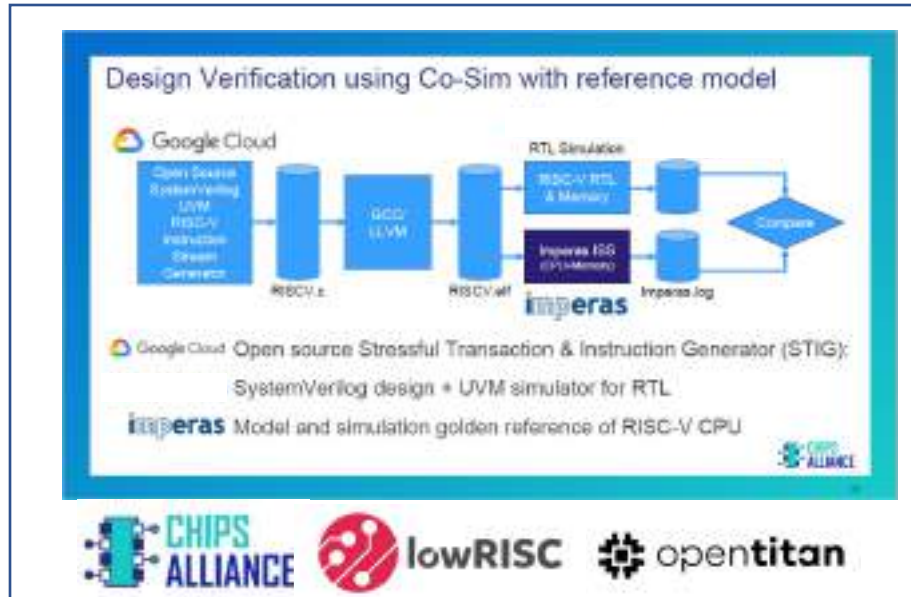 Design Verification using Co-Sim with reference model
Google Cloud
Open Source
SystemVerilog
UVM
RISC-V
Instruction
Stream
Generator
RISCV.s
GCC/
LLVM
RISCV.elf
RTL Simulation
RISC-V RTL
& Memory
Imperas ISS
(CPU+Memory)
imperas
Imperas.log
Compare
Google Cloud Open source Stressful Transaction & Instruction Generator (STIG):
SystemVerilog design + UVM simulator for RTL
imperas Model and simulation golden reference of RISC-V CPU
CHIPS
ALLIANCE
CHIPS
ALLIANCE
lowRISC
opentitan